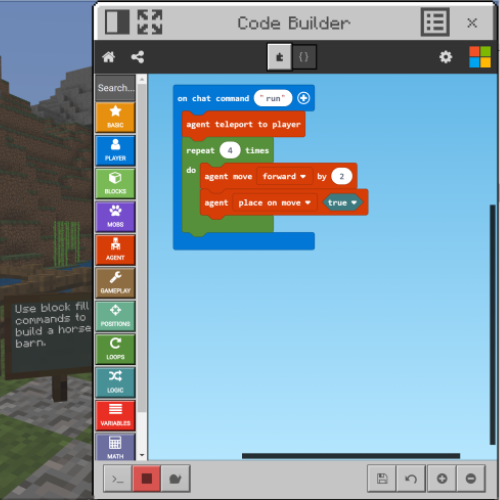 Code Builder
{}
Search...
BASIC
PLAYER
BLOCKS
MOBS
AGENT
GAMEPLAY
POSITIONS
LOOPS
LOGIC
VARIABLES
MATH
on chat command "run"
agent teleport to player
repeat 4 times
do agent move forward by 2
agent place on move true
Use block fill
commands to
build a horse
barn.